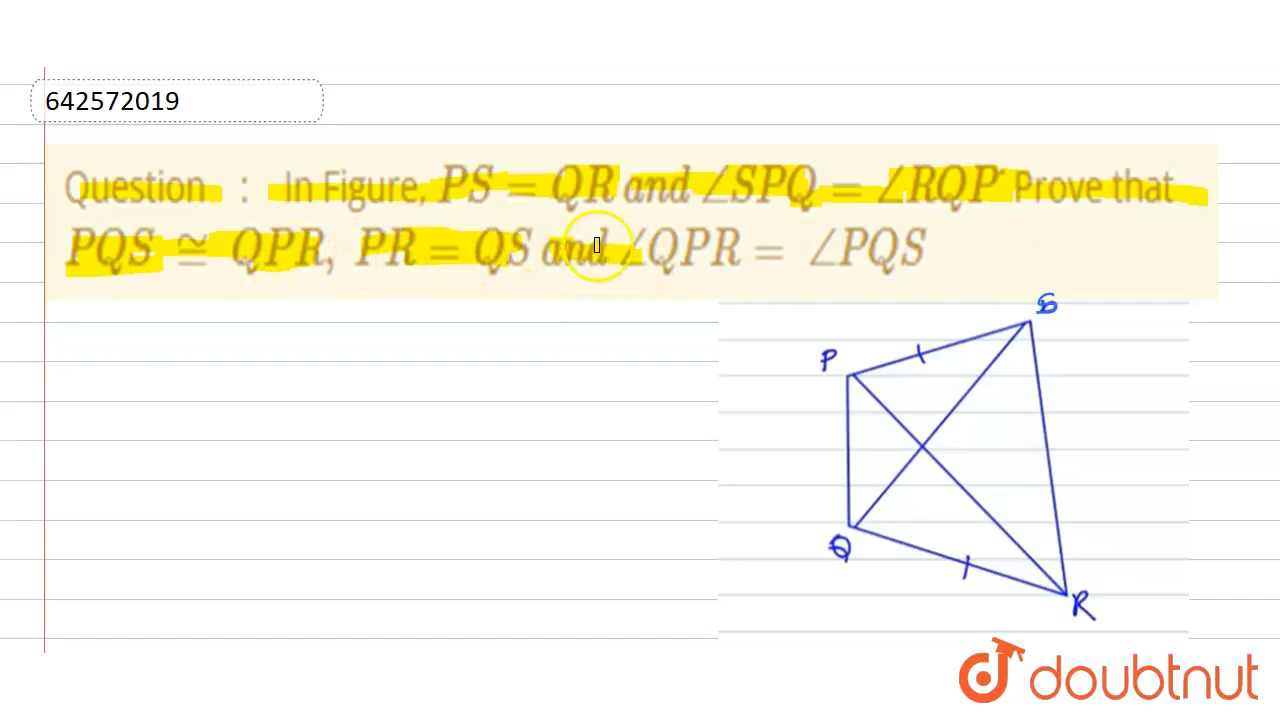 642572019
Question : In Figure, PS = QR and ∠SPQ = ∠RQP Prove that
PQS ≅ QPR, PR = QS and ∠QPR = ∠PQS
S
P
Q
R
doubtnut